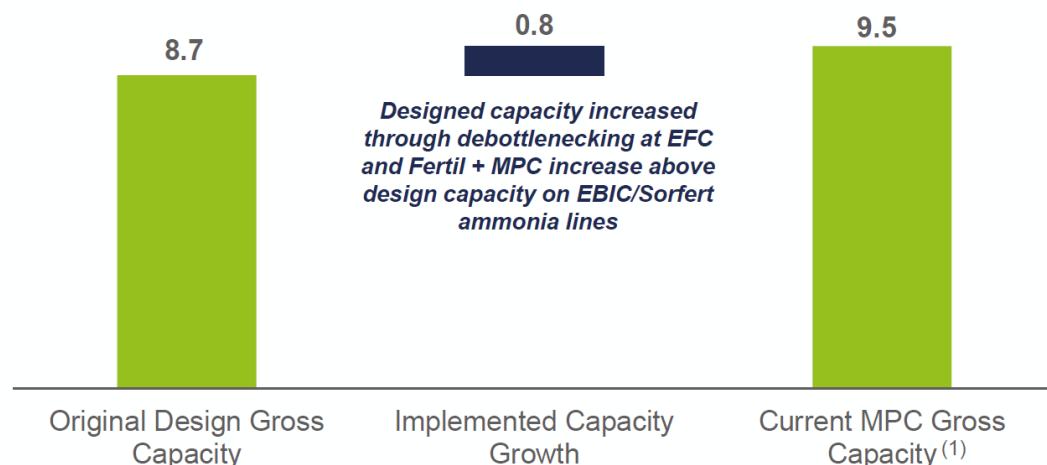 8.7
0.8
9.5
Designed capacity increased
through debottlenecking at EFC
and Fertil + MPC increase above
design capacity on EBIC/Sorfert
ammonia lines
Original Design Gross
Capacity
Implemented Capacity
Growth
Current MPC Gross
Capacity (1)